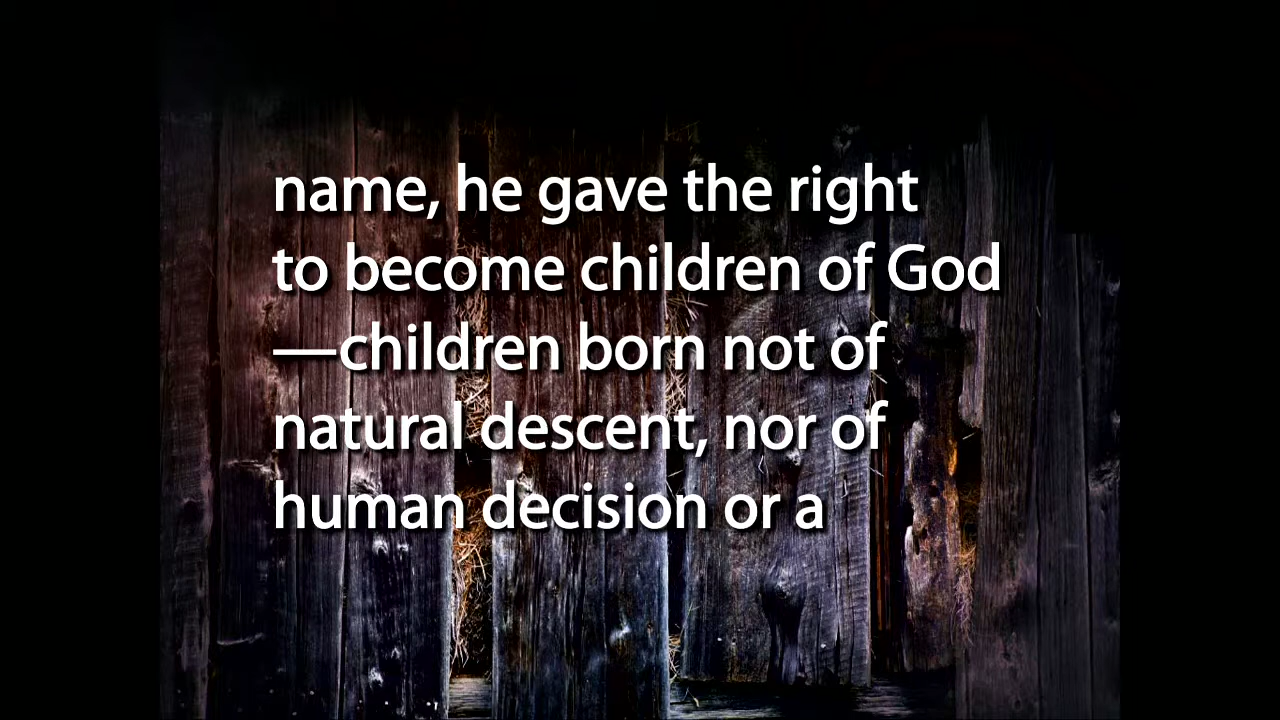 name, he gave the right
to become children of God
—children born not of
natural descent, nor of
human decision or a